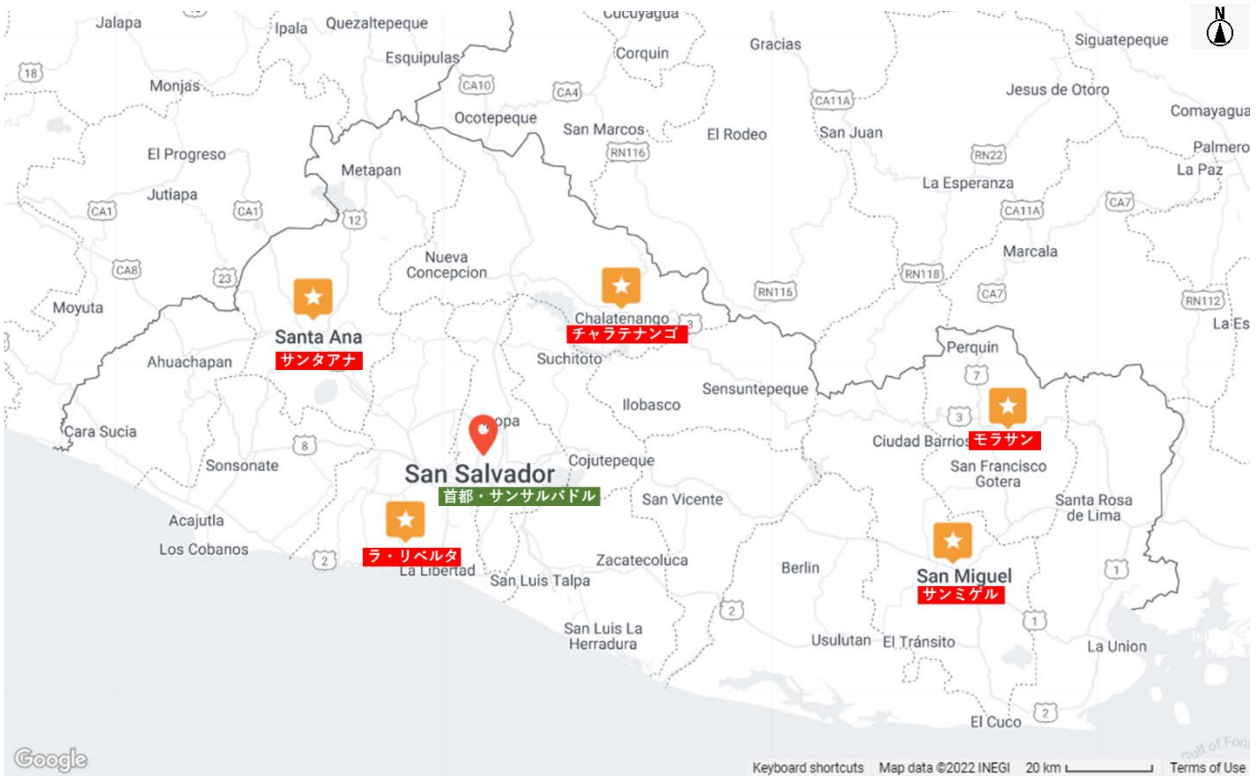 Jalapa
Ipala
Quezaltepeque
Cucuyagua
N
Esquipulas
Corquin
Gracias
Siguatepeque
18
Monjas
CA10
CA4
CA11A
Jesus de Otoro
Comayagua
Ocotepeque
San Marcos
El Rodeo
San Juan
El Progreso
RN116
RN22
Palmero
Metapan
La Esperanza
La Paz
Jutiapa
CA1
CA1
12
CA11A
CA7
Nueva
Concepcion
Marcala
CA8
23
RN118
Moyuta
RN116
CA7
RN112
Chalatenango
3
チャラテナンゴ
La Es
Santa Ana
サンタアナ
Ahuachapan
Suchitoto
Perquin
7
Sensuntepeque
Ilobasco
3
Cara Sucia
opa
Ciudad Barrios
モラサン
8
Sonsonate
San Salvador
首都・サンサルバドル
Cojutepeque
San Francisco
Gotera
San Vicente
Santa Rosa
de Lima
Acajutla
Los Cobanos
2
ラ・リベルタ
La Libertad
San Luis Talpa
Zacatecoluca
Berlin
San Miguel
サンミゲル
1
2
San Luis La
Herradura
Usulutan
El Tránsito
1
La Union
El Cuco
2
Gulf of Fon
Google
Keyboard shortcuts
Map data ©2022 INEGI
20 km
Terms of Use